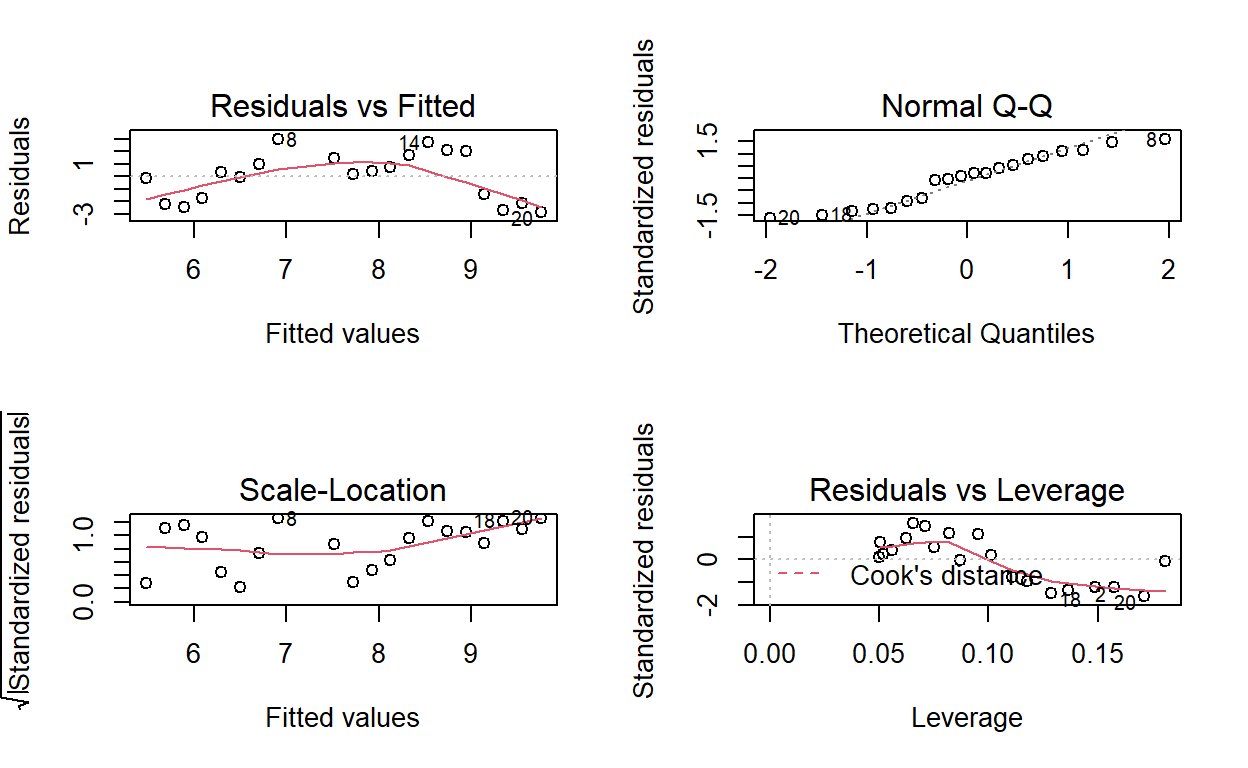 Residuals vs Fitted
Residuals
1
-3
8
14
20
6 7 8 9
Fitted values
Normal Q-Q
Standardized residuals
1.5
-1.5
20
18
8
-2 -1 0 1 2
Theoretical Quantiles
Scale-Location
√|Standardized residuals|
1.0
0.0
8
18
20
6 7 8 9
Fitted values
Residuals vs Leverage
Standardized residuals
0
-2
Cook's distance
18
2
20
0.00 0.05 0.10 0.15
Leverage